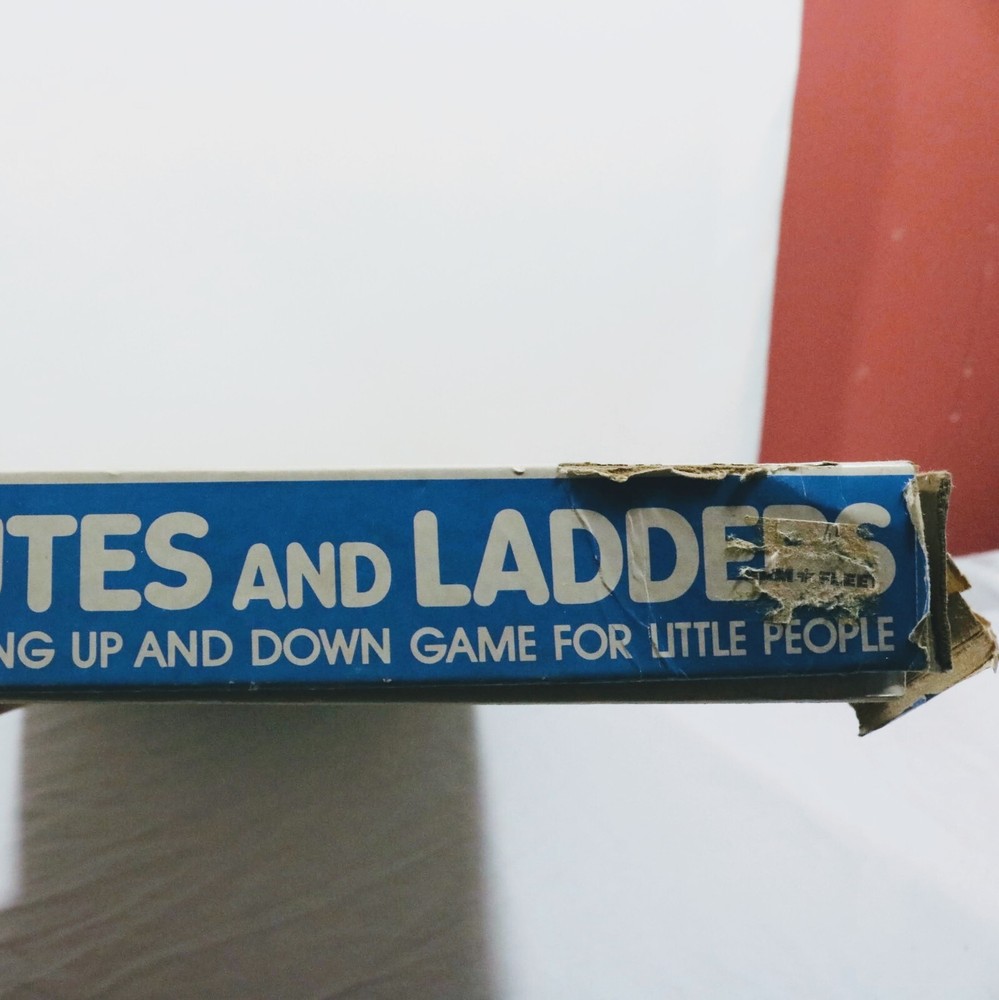 UTES AND LADDERS
NG UP AND DOWN GAME FOR LITTLE PEOPLE